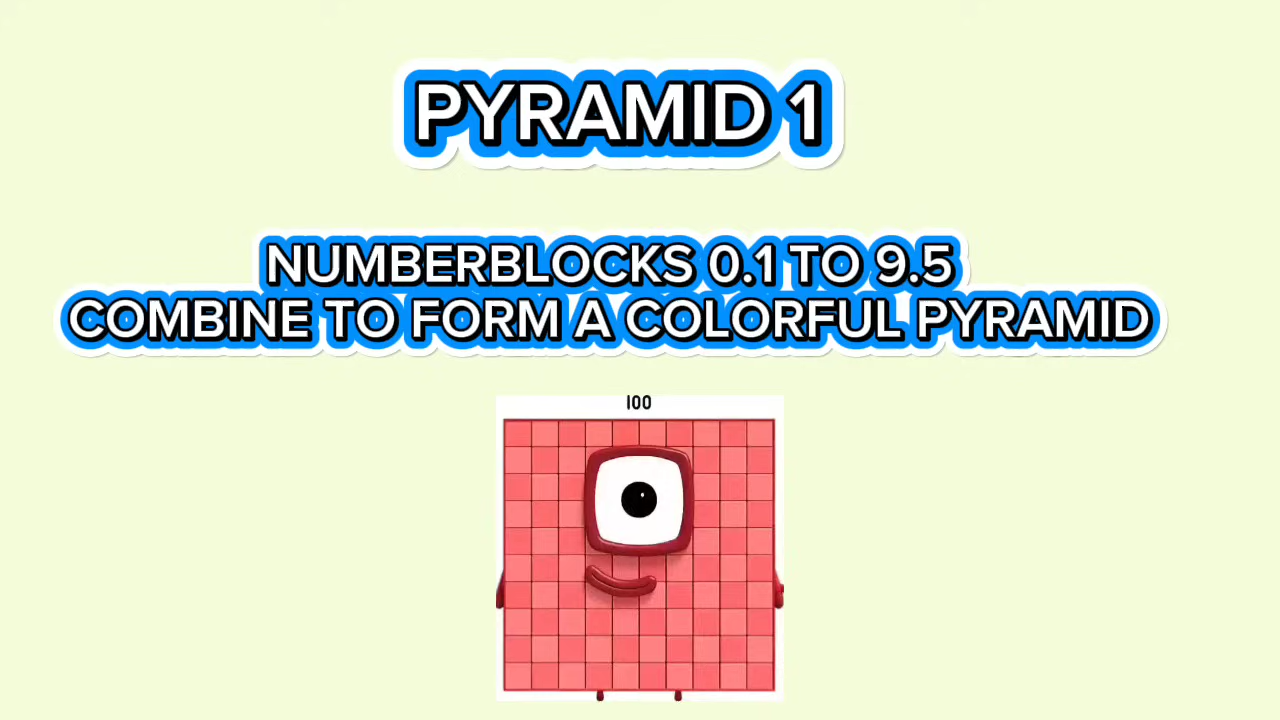 PYRAMID 1
NUMBERBLOCKS 0.1 TO 9.5
COMBINE TO FORM A COLORFUL PYRAMID
100